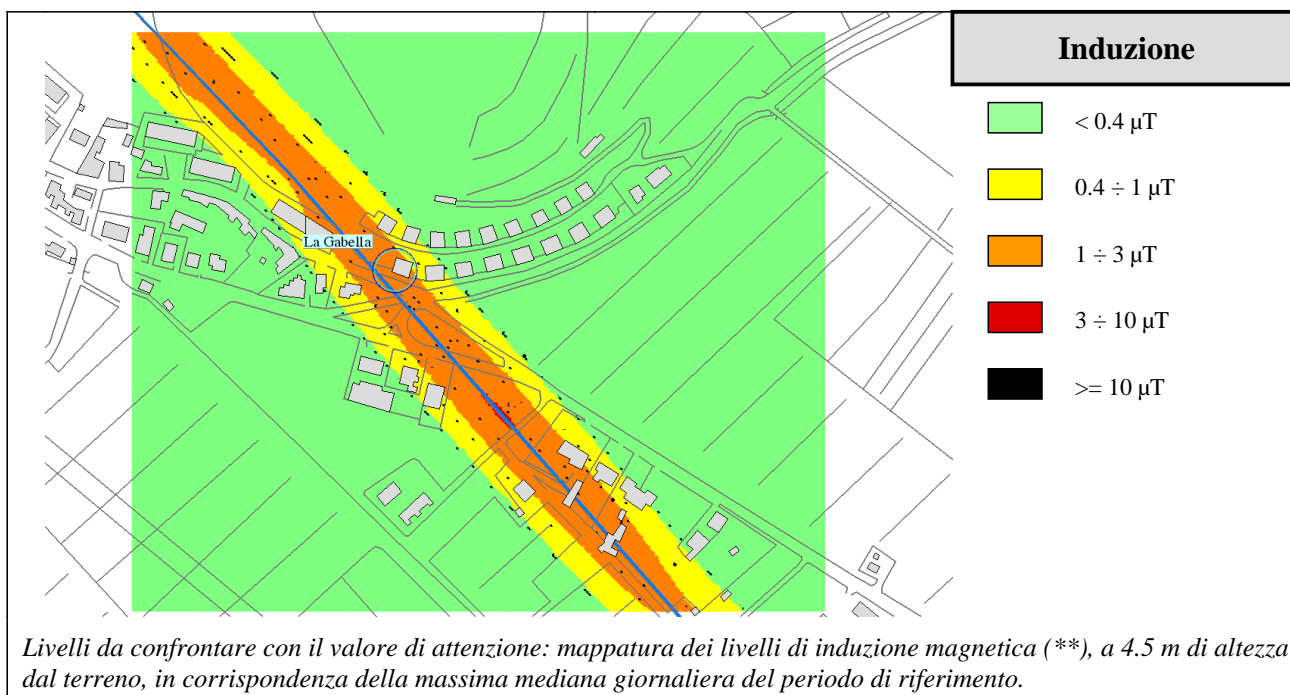 Induzione
< 0.4 µT
0.4 ÷ 1 µT
1 ÷ 3 µT
3 ÷ 10 µT
>= 10 µT
La Gabella
Livelli da confrontare con il valore di attenzione: mappatura dei livelli di induzione magnetica (**), a 4.5 m di altezza
dal terreno, in corrispondenza della massima mediana giornaliera del periodo di riferimento.